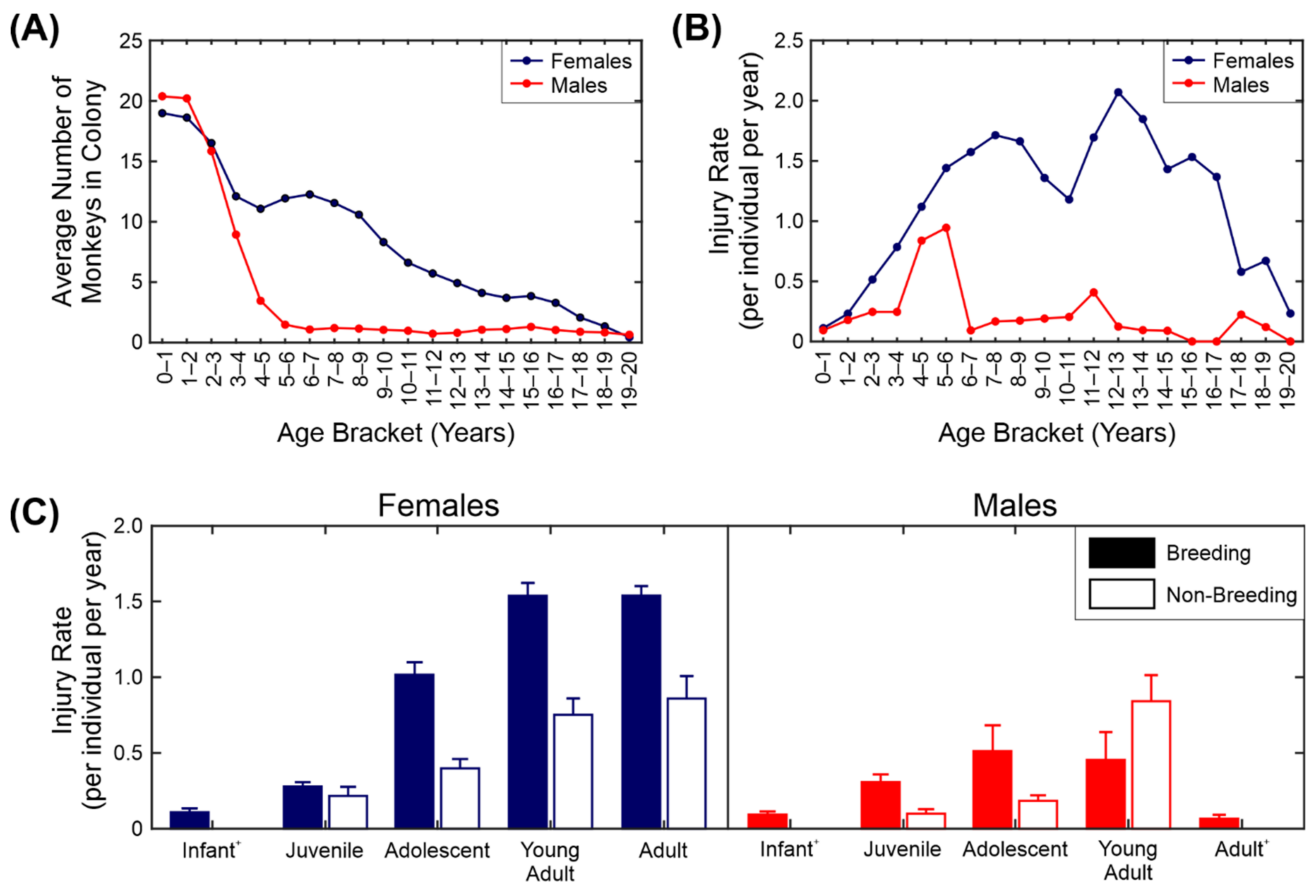 (A)
Average Number of
Monkeys in Colony
25
20
15
10
5
0
Females
Males
0–1
1–2
2–3
3–4
4–5
5–6
6–7
7–8
8–9
9–10
10–11
11–12
12–13
13–14
14–15
15–16
16–17
17–18
18–19
19–20
Age Bracket (Years)
(B)
Injury Rate
(per individual per year)
2.5
2.0
1.5
1.0
0.5
0
Females
Males
0–1
1–2
2–3
3–4
4–5
5–6
6–7
7–8
8–9
9–10
10–11
11–12
12–13
13–14
14–15
15–16
16–17
17–18
18–19
19–20
Age Bracket (Years)
(C)
Females
Males
Injury Rate
(per individual per year)
2.0
1.5
1.0
0.5
0
Breeding
Non-Breeding
Infant+
Juvenile
Adolescent
Young
Adult
Adult
Infant+
Juvenile
Adolescent
Young
Adult
Adult+